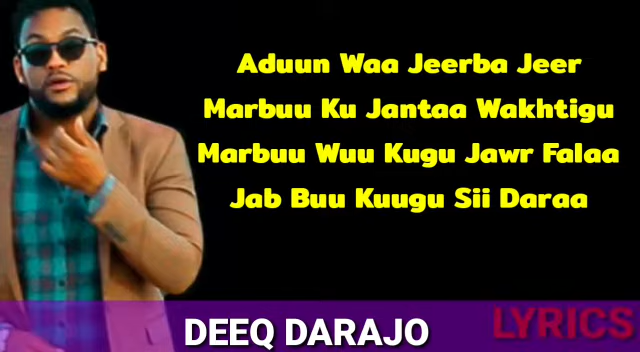 Aduun Waa Jeerba Jeer
Marbuu Ku Jantaa Wakhtigu
Marbuu Wuu Kugu Jawr Falaa
Jab Buu Kuugu Sii Daraa
DEEQ DARAJO
LYRICS